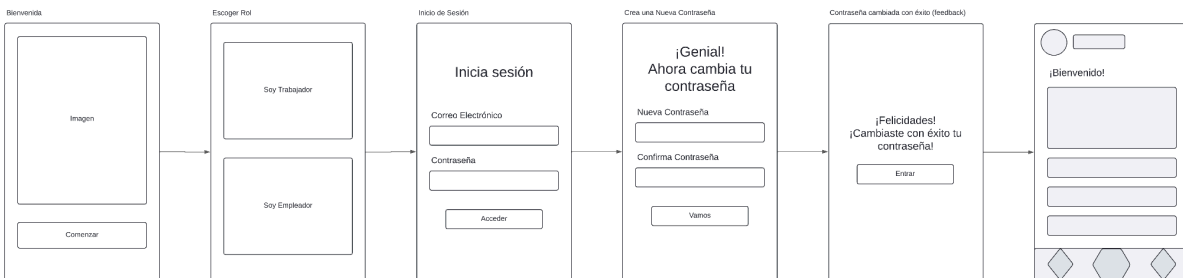 Bienvenida
Imagen
Comenzar
Escoger Rol
Soy Trabajador
Soy Empleador
Inicio de Sesión
Inicia sesión
Correo Electrónico
Contraseña
Acceder
Crea una Nueva Contraseña
¡Genial!
Ahora cambia tu
contraseña
Nueva Contraseña
Confirma Contraseña
Vamos
Contraseña cambiada con éxito (feedback)
¡Felicidades!
¡Cambiaste con éxito tu
contraseña!
Entrar
¡Bienvenido!